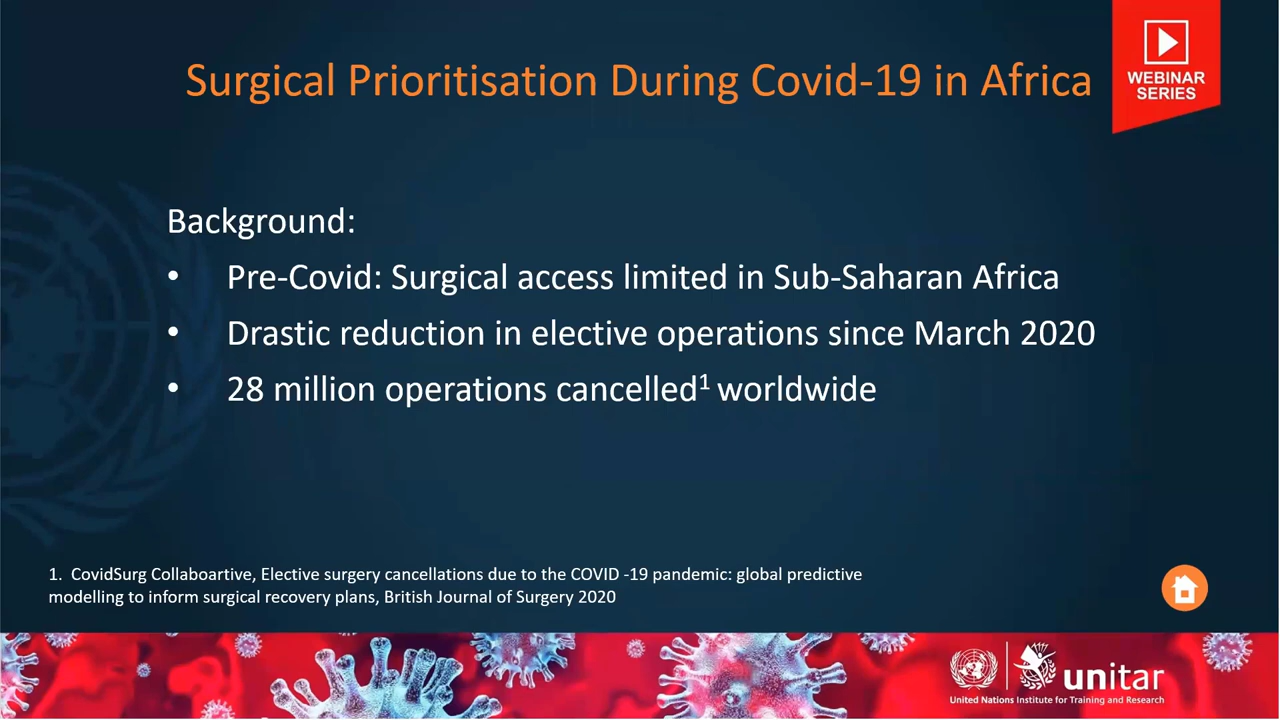 Surgical Prioritisation During Covid-19 in Africa
WEBINAR
SERIES
Background:
• Pre-Covid: Surgical access limited in Sub-Saharan Africa
• Drastic reduction in elective operations since March 2020
• 28 million operations cancelled¹ worldwide
1. CovidSurg Collaboartive, Elective surgery cancellations due to the COVID -19 pandemic: global predictive
modelling to inform surgical recovery plans, British Journal of Surgery 2020
unitar
United Nations Institute for Training and Research